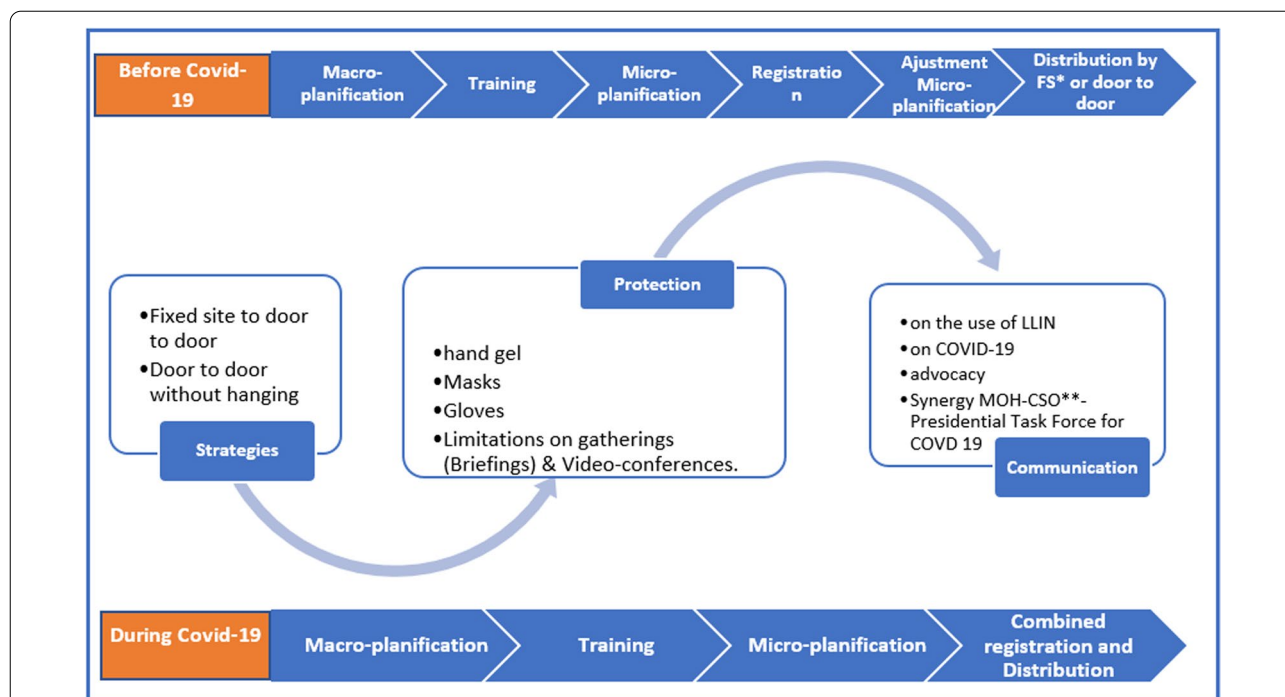 Before Covid-
19
Macro-
planification
Training
Micro-
planification
Registratio
n
Ajustment
Micro-
planification
Distribution by
FS* or door to
door
•Fixed site to door
to door
•Door to door
without hanging
Strategies
Protection
•hand gel
•Masks
•Gloves
•Limitations on gatherings
(Briefings) & Video-conferences.
•on the use of LLIN
•on COVID-19
•advocacy
•Synergy MOH-CSO**-
Presidential Task Force for
COVD 19
Communication
During Covid-19
Macro-planification
Training
Micro-planification
Combined
registration and
Distribution